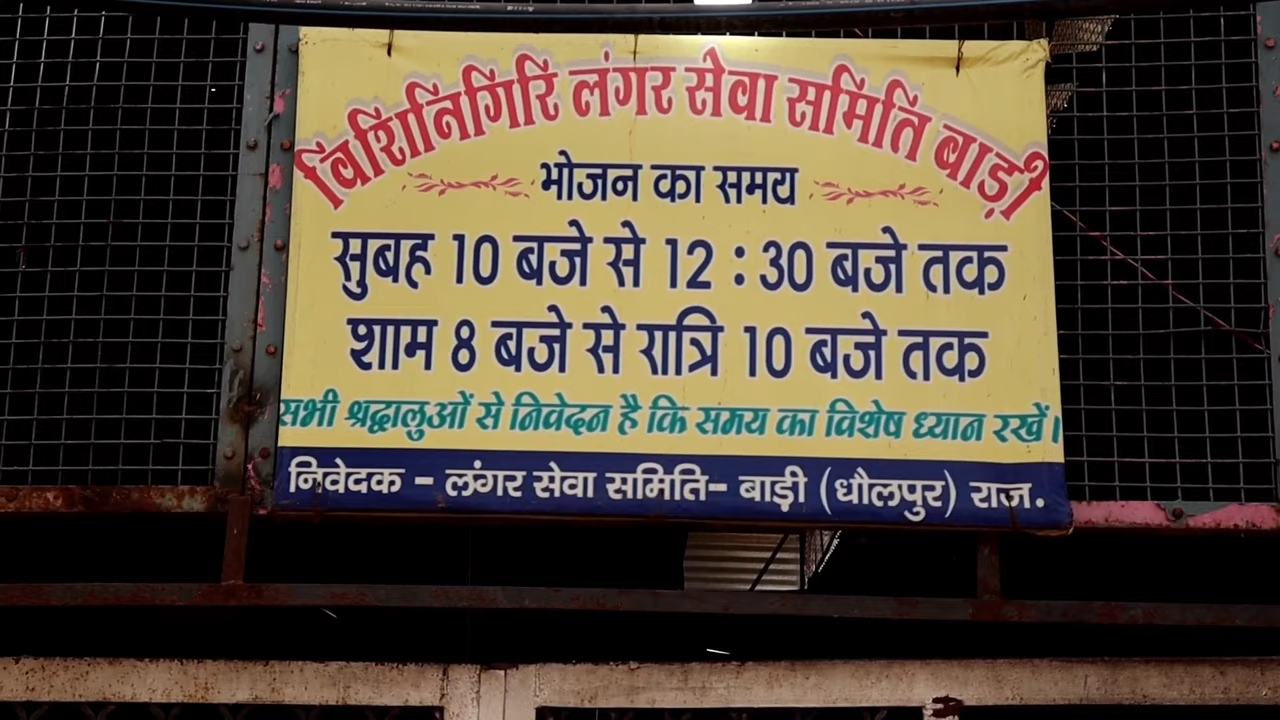 विशिनिगिरि लंगर सेवा समिति बाड़ी
भोजन का समय
सुबह 10 बजे से 12 : 30 बजे तक
शाम 8 बजे से रात्रि 10 बजे तक
सभी श्रद्धालुओं से निवेदन है कि समय का विशेष ध्यान रखें।
निवेदक - लंगर सेवा समिति- बाड़ी (धौलपुर) राज.